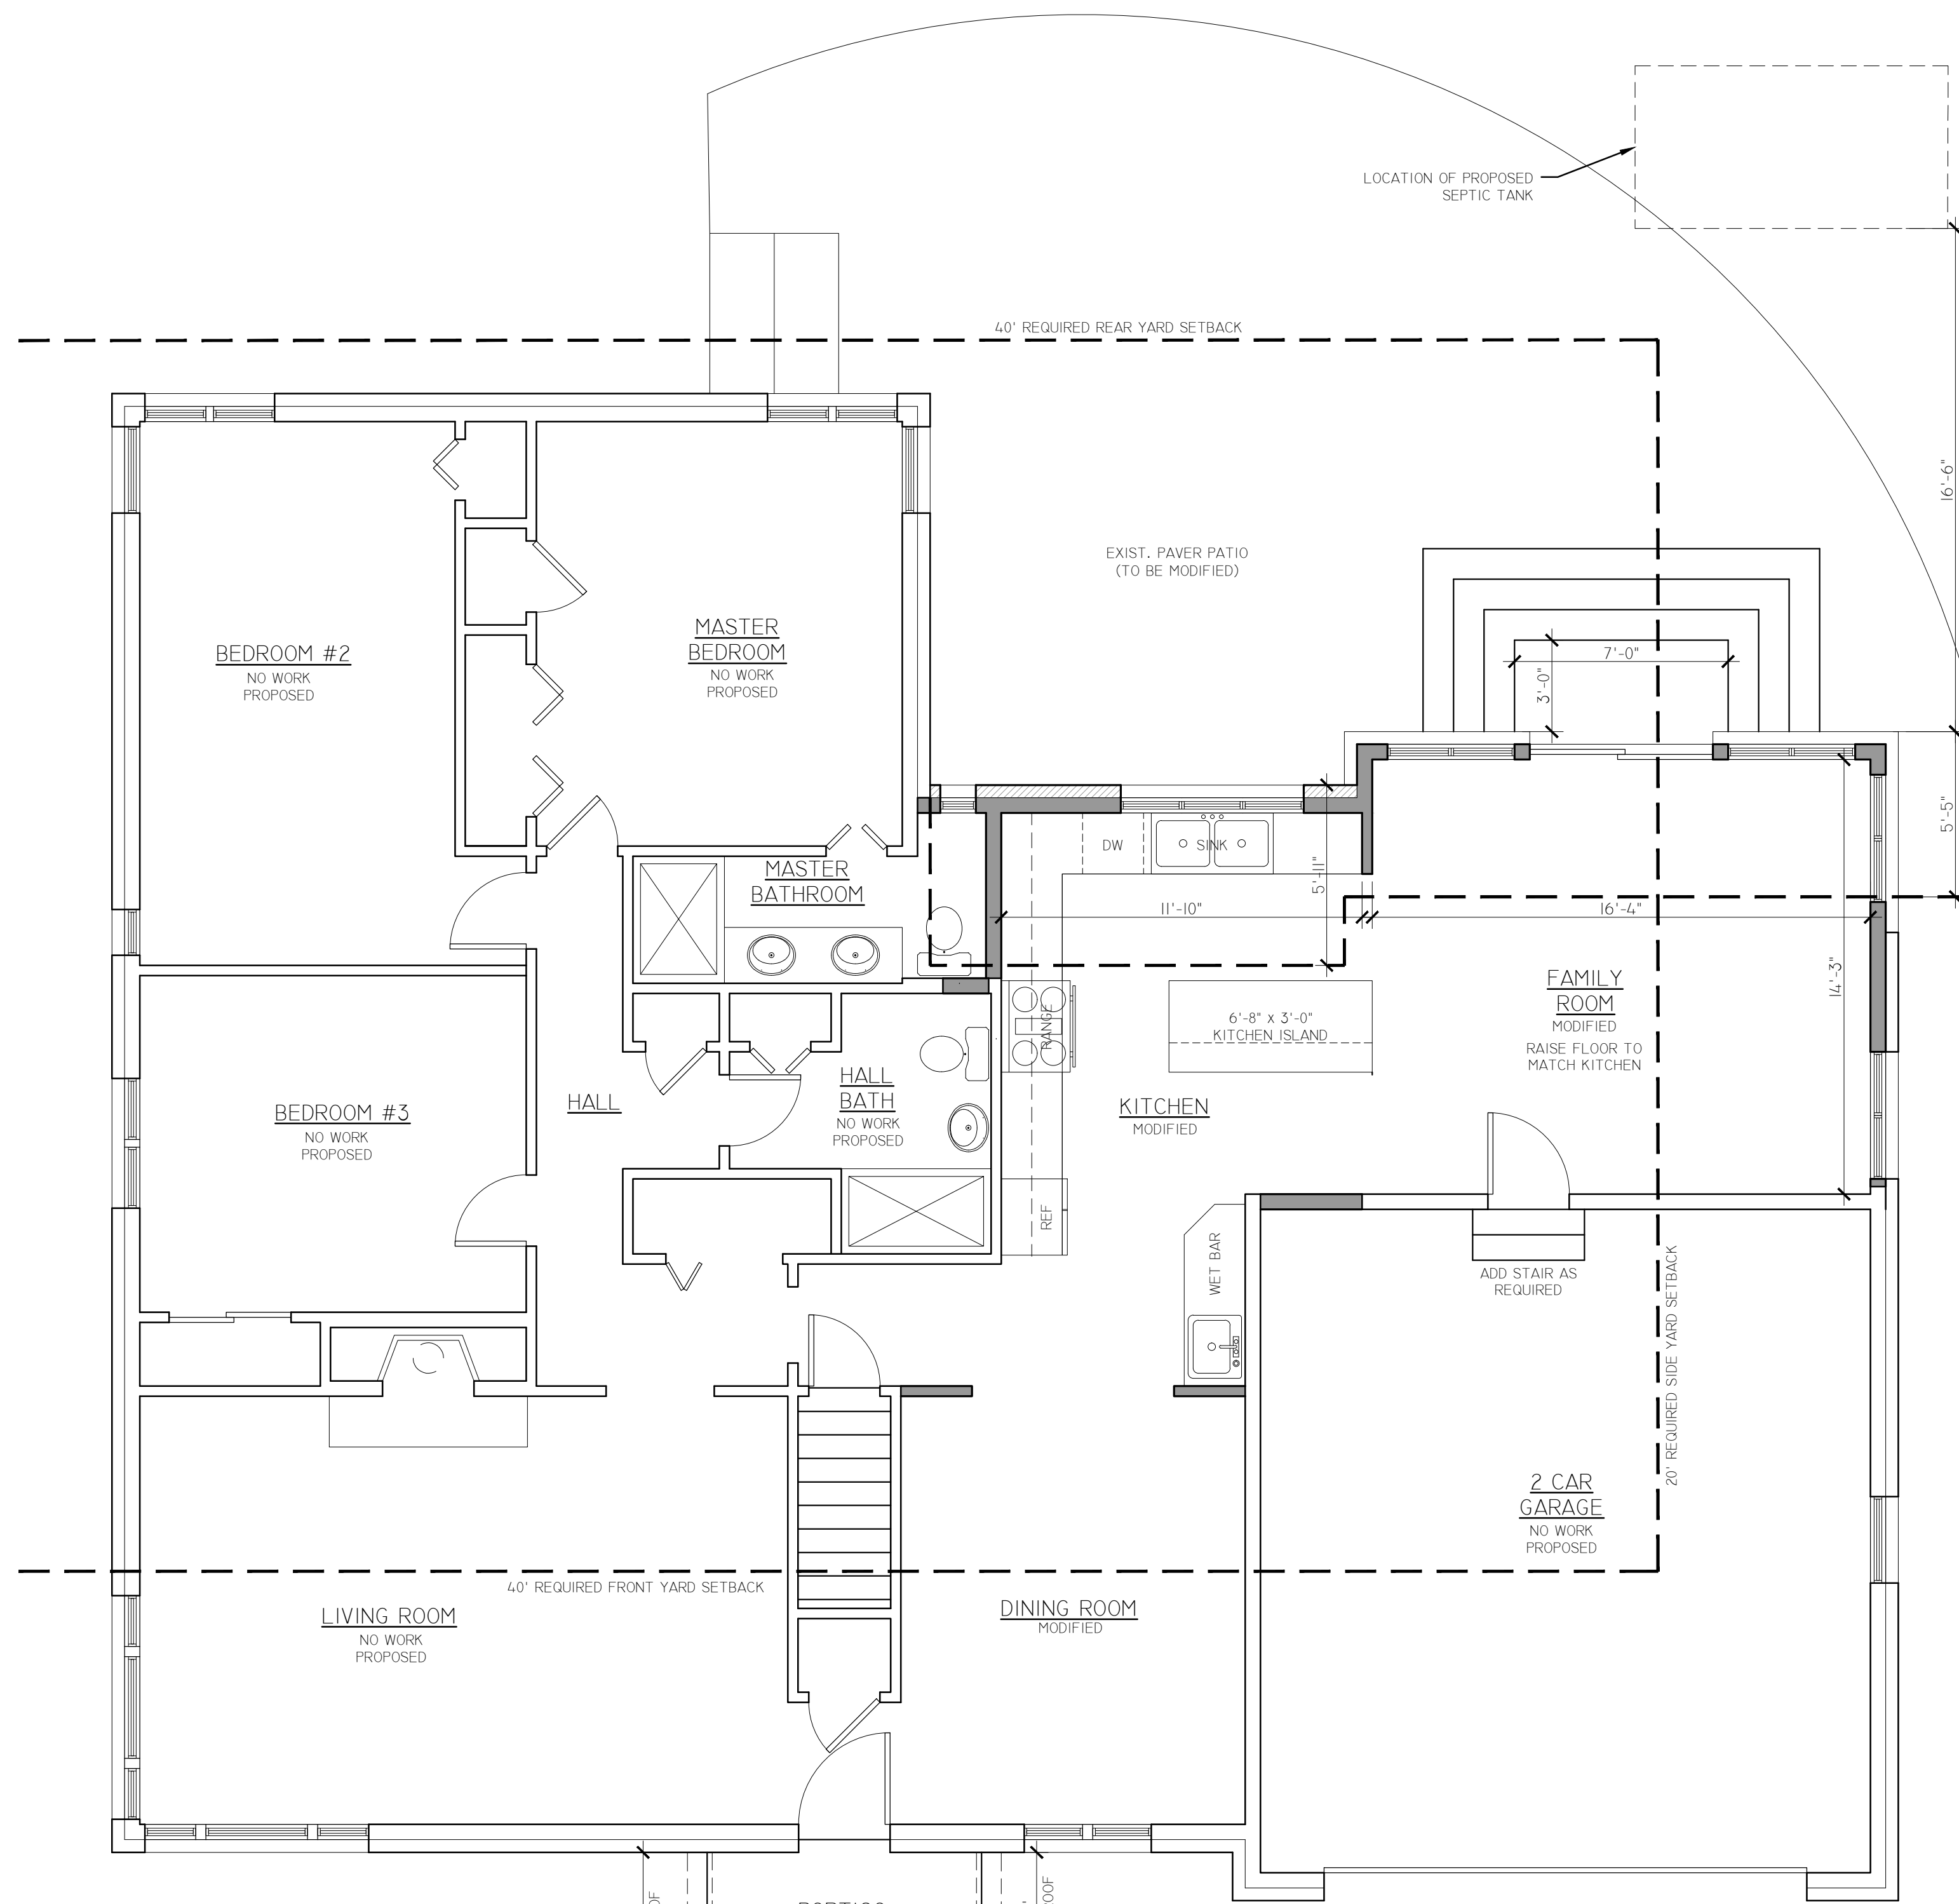 LOCATION OF PROPOSED
SEPTIC TANK
40' REQUIRED REAR YARD SETBACK
16'-6"
EXIST. PAVER PATIO
(TO BE MODIFIED)
BEDROOM #2
NO WORK
PROPOSED
MASTER
BEDROOM
NO WORK
PROPOSED
7'-0"
3'-0"
5'-5"
DW
SINK
5'-11"
MASTER
BATHROOM
11'-10"
16'-4"
14'-3"
FAMILY
ROOM
MODIFIED
RAISE FLOOR TO
MATCH KITCHEN
6'-8" x 3'-0"
KITCHEN ISLAND
RANGE
BEDROOM #3
NO WORK
PROPOSED
HALL
HALL
BATH
NO WORK
PROPOSED
KITCHEN
MODIFIED
REF
WET BAR
ADD STAIR AS
REQUIRED
20' REQUIRED SIDE YARD SETBACK
2 CAR
GARAGE
NO WORK
PROPOSED
40' REQUIRED FRONT YARD SETBACK
LIVING ROOM
NO WORK
PROPOSED
DINING ROOM
MODIFIED